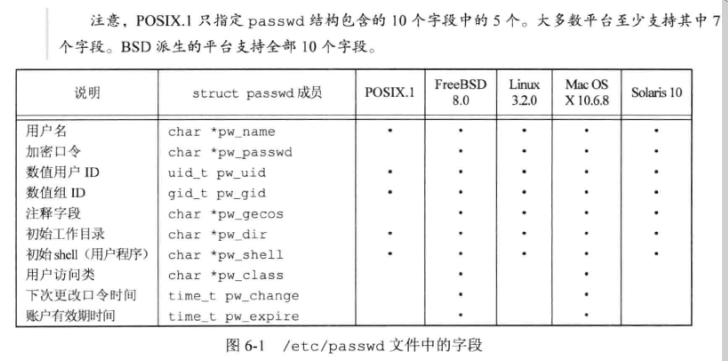 注意，POSIX.1 只指定 passwd 结构包含的 10 个字段中的 5 个。大多数平台至少支持其中 7
个字段。BSD 派生的平台支持全部 10 个字段。
说明 struct passwd 成员 POSIX.1 FreeBSD 8.0 Linux 3.2.0 Mac OS X 10.6.8 Solaris 10
用户名 char *pw_name • • • • •
加密口令 char *pw_passwd • • • •
数值用户 ID uid_t pw_uid • • • • •
数值组 ID gid_t pw_gid • • • • •
注释字段 char *pw_gecos • • • •
初始工作目录 char *pw_dir • • • • •
初始 shell（用户程序） char *pw_shell • • • • •
用户访问类 char *pw_class • •
下次更改口令时间 time_t pw_change • •
账户有效期时间 time_t pw_expire • •
图 6-1 /etc/passwd 文件中的字段